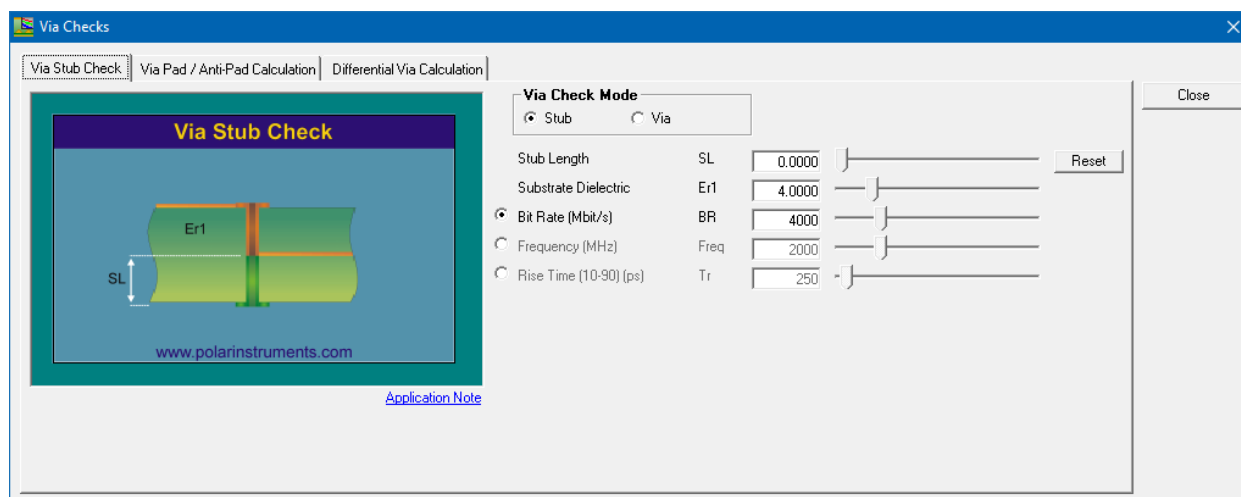 Via Checks
Via Stub Check Via Pad / Anti-Pad Calculation Differential Via Calculation
Via Stub Check
Er1
SL
www.polarinstruments.com
Application Note
Via Check Mode
Stub Via
Stub Length SL 0.0000 Reset
Substrate Dielectric Er1 4.0000
Bit Rate (Mbit/s) BR 4000
Frequency (MHz) Freq 2000
Rise Time (10-90) (ps) Tr 250
Close